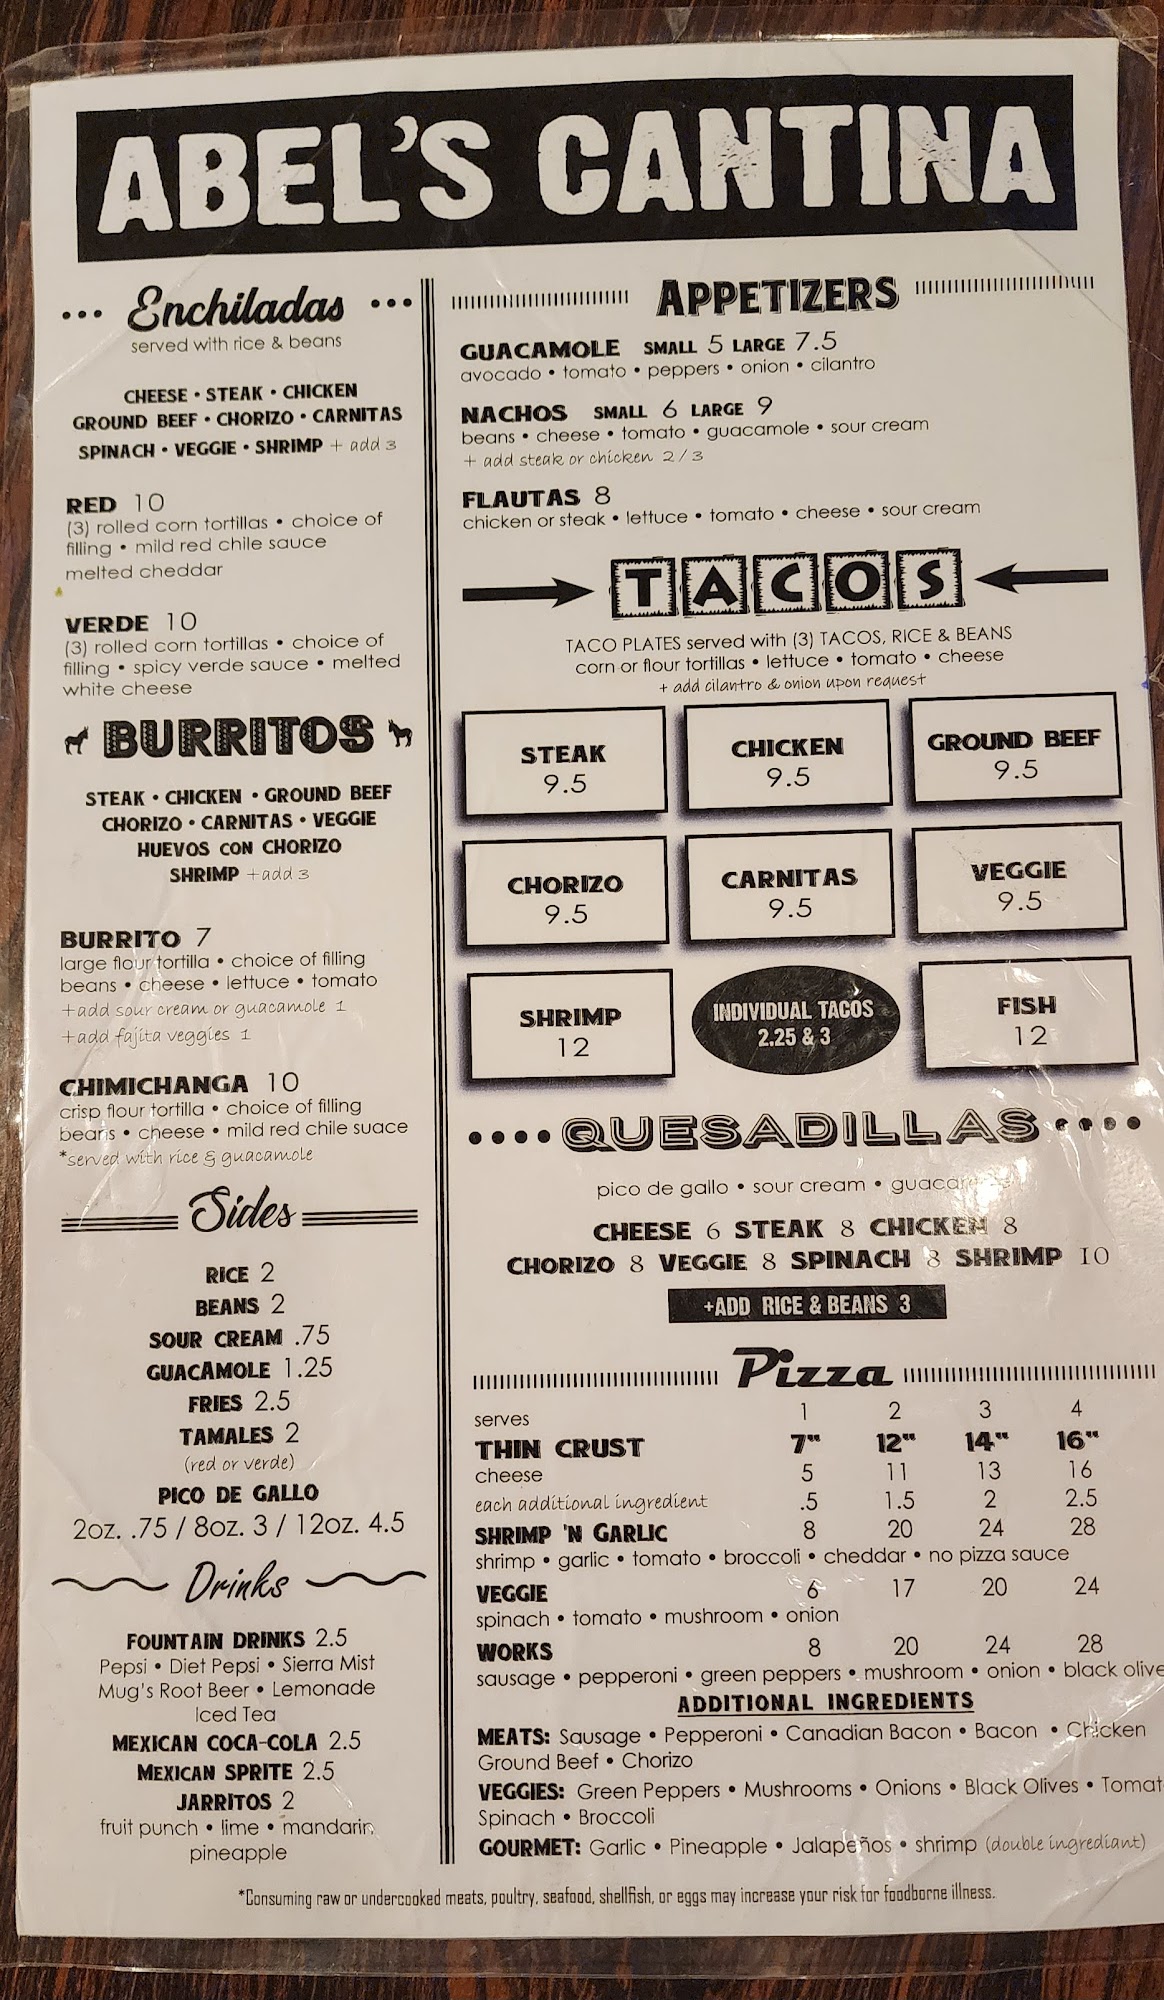 ABEL'S CANTINA
Enchiladas
served with rice & beans
CHEESE • STEAK • CHICKEN
GROUND BEEF • CHORIZO • CARNITAS
SPINACH • VEGGIE • SHRIMP + add 3
RED 10
(3) rolled corn tortillas • choice of
filling • mild red chile sauce
melted cheddar
VERDE 10
(3) rolled corn tortillas • choice of
filling • spicy verde sauce • melted
white cheese
BURRITOS
STEAK • CHICKEN • GROUND BEEF
CHORIZO • CARNITAS • VEGGIE
HUEVOS CON CHORIZO
SHRIMP +add 3
BURRITO 7
large flour tortilla • choice of filling
beans • cheese • lettuce • tomato
+add sour cream or guacamole 1
+add fajita veggies 1
CHIMICHANGA 10
crisp flour tortilla • choice of filling
beans • cheese • mild red chile suace
*served with rice & guacamole
Sides
RICE 2
BEANS 2
SOUR CREAM .75
GUACAMOLE 1.25
FRIES 2.5
TAMALES 2
(red or verde)
PICO DE GALLO
2oz. .75 / 8oz. 3 / 12oz. 4.5
Drinks
FOUNTAIN DRINKS 2.5
Pepsi • Diet Pepsi • Sierra Mist
Mug's Root Beer • Lemonade
Iced Tea
MEXICAN COCA-COLA 2.5
MEXICAN SPRITE 2.5
JARRITOS 2
fruit punch • lime • mandarin
pineapple
APPETIZERS
GUACAMOLE SMALL 5 LARGE 7.5
avocado • tomato • peppers • onion • cilantro
NACHOS SMALL 6 LARGE 9
beans • cheese • tomato • guacamole • sour cream
+ add steak or chicken 2/3
FLAUTAS 8
chicken or steak • lettuce • tomato • cheese • sour cream
TACOS
TACO PLATES served with (3) TACOS, RICE & BEANS
corn or flour tortillas • lettuce • tomato • cheese
+ add cilantro & onion upon request
STEAK
9.5
CHICKEN
9.5
GROUND BEEF
9.5
CHORIZO
9.5
CARNITAS
9.5
VEGGIE
9.5
SHRIMP
12
INDIVIDUAL TACOS
2.25 & 3
FISH
12
QUESADILLAS
pico de gallo • sour cream •
CHEESE 6 STEAK 8 CHICKEN 8
CHORIZO 8 VEGGIE 8 SPINACH 8 SHRIMP 10
+ADD RICE & BEANS 3
Pizza
serves 1 2 3 4
THIN CRUST 7" 12" 14" 16"
cheese 5 11 13 16
each additional ingredient .5 1.5 2 2.5
SHRIMP 'N GARLIC 8 20 24 28
shrimp • garlic • tomato • broccoli • cheddar • no pizza sauce
VEGGIE 6 17 20 24
spinach • tomato • mushroom • onion
WORKS 8 20 24 28
sausage • pepperoni • green peppers • mushroom • onion • black olive
ADDITIONAL INGREDIENTS
MEATS: Sausage • Pepperoni • Canadian Bacon • Bacon • Chicken
Ground Beef • Chorizo
VEGGIES: Green Peppers • Mushrooms • Onions • Black Olives • Tomat
Spinach • Broccoli
GOURMET: Garlic • Pineapple • Jalapeños • shrimp (double ingrediant)
*Consuming raw or undercooked meats, poultry, seafood, shellfish, or eggs may increase your risk for foodborne illness.